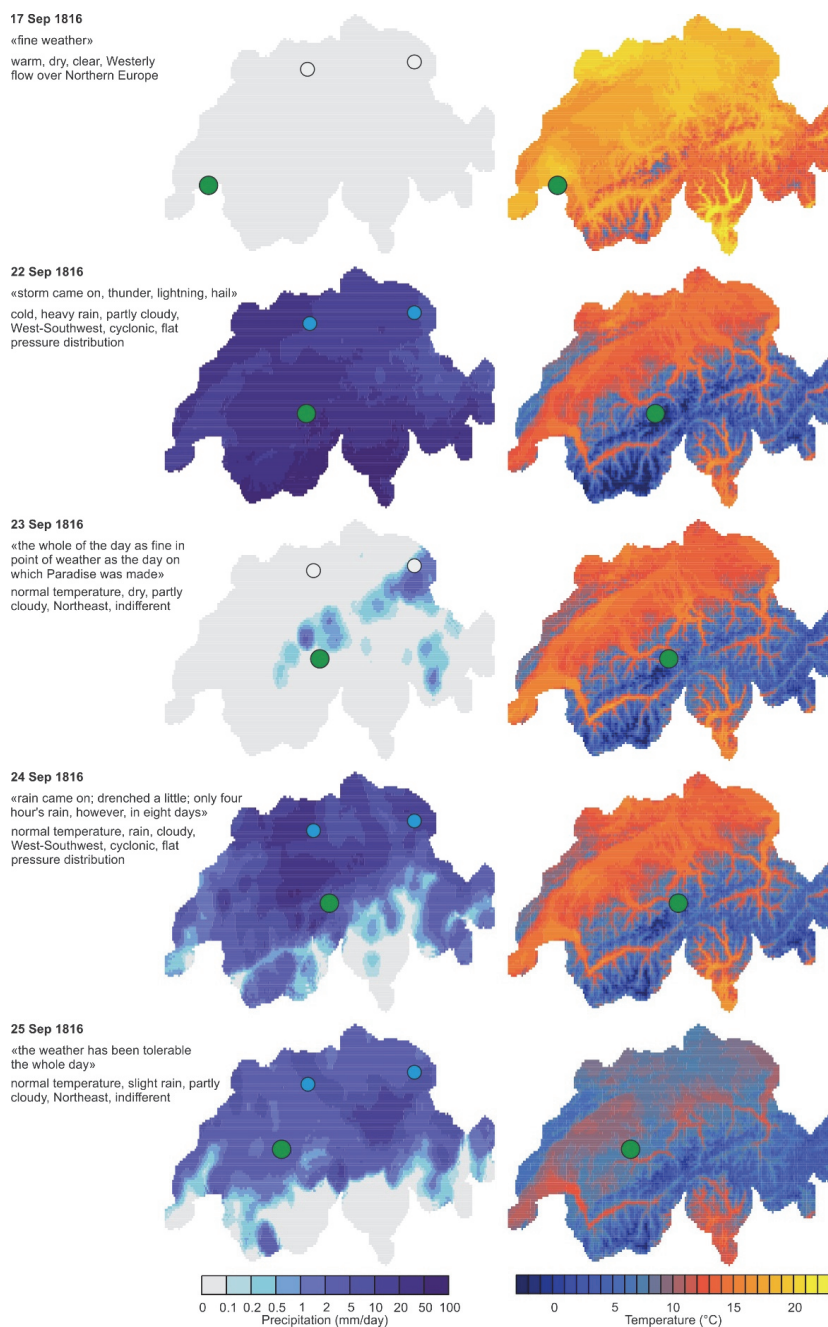 17 Sep 1816
«fine weather»
warm, dry, clear, Westerly
flow over Northern Europe
22 Sep 1816
«storm came on, thunder, lightning, hail»
cold, heavy rain, partly cloudy,
West-Southwest, cyclonic, flat
pressure distribution
23 Sep 1816
«the whole of the day as fine in
point of weather as the day on
which Paradise was made»
normal temperature, dry, partly
cloudy, Northeast, indifferent
24 Sep 1816
«rain came on; drenched a little; only four
hour's rain, however, in eight days»
normal temperature, rain, cloudy,
West-Southwest, cyclonic, flat
pressure distribution
25 Sep 1816
«the weather has been tolerable
the whole day»
normal temperature, slight rain, partly
cloudy, Northeast, indifferent
0 0.1 0.2 0.5 1 2 5 10 20 50 100
Precipitation (mm/day)
0 5 10 15 20
Temperature (°C)